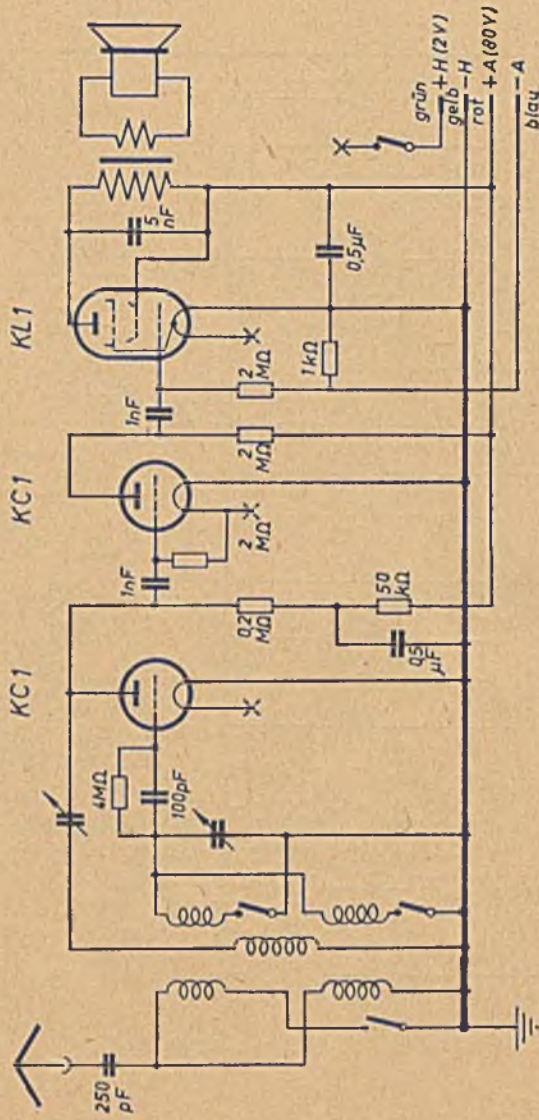 KC1
KC1
KL1
250
pF
4MΩ
100pF
1nF
0,2
MΩ
0,5
µF
50
kΩ
2
MΩ
1nF
2
MΩ
2
MΩ
1kΩ
5
nF
0,5µF
grün
+H(2V)
gelb
-H
rot
+A(80V)
-A
blau